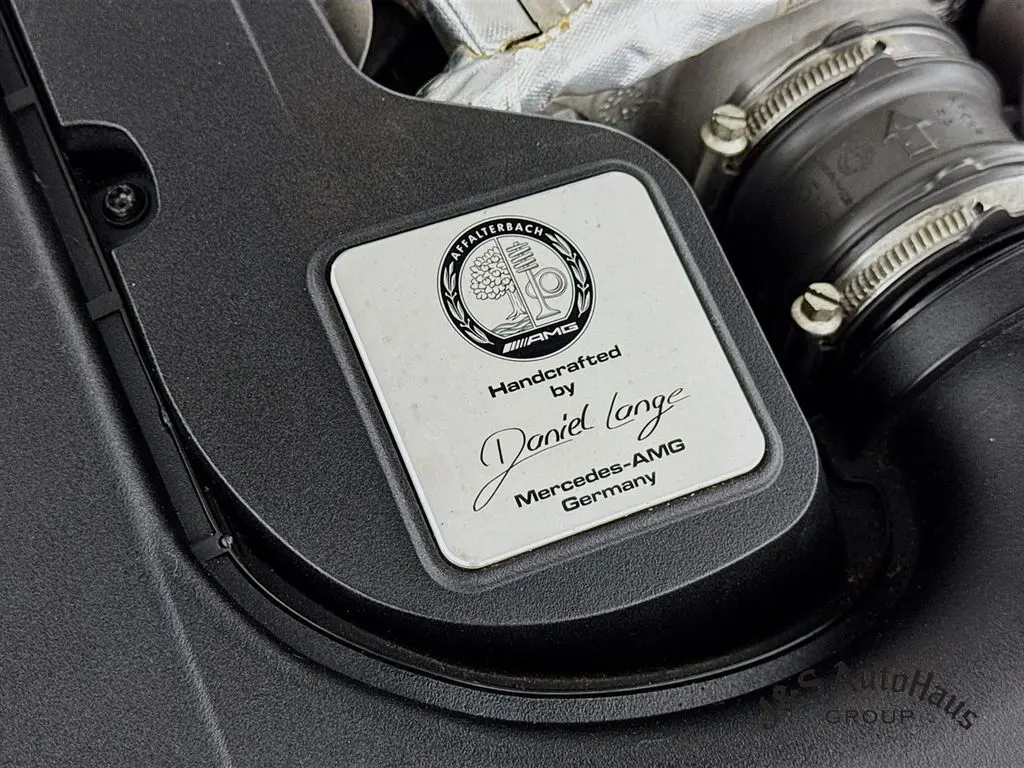 AFFALTERBACH
AMG
Handcrafted
by
Daniel Lange
Mercedes-AMG
Germany
AutoHaus
GROUP